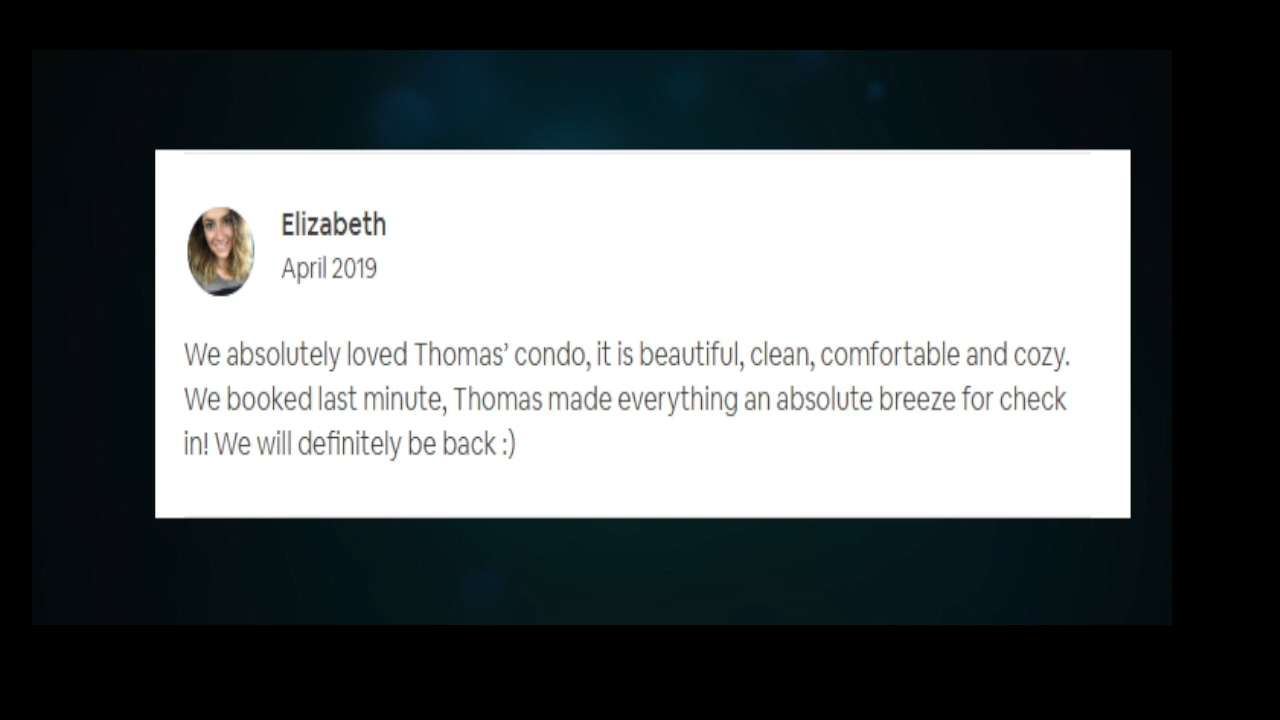 Elizabeth
April 2019
We absolutely loved Thomas’ condo, it is beautiful, clean, comfortable and cozy.
We booked last minute, Thomas made everything an absolute breeze for check
in! We will definitely be back :)